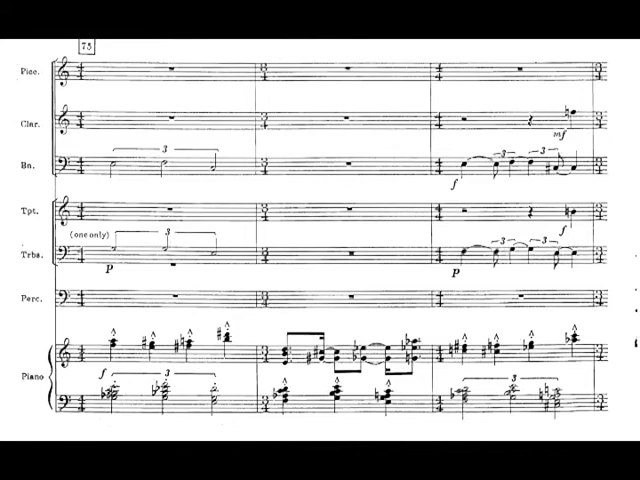 75
Picc.
Clar.
mf
3
Bn.
3 3
f
Tpt.
f
(one only)
3
Trbs.
3 3
p
p
Perc.
Piano
f
3
3